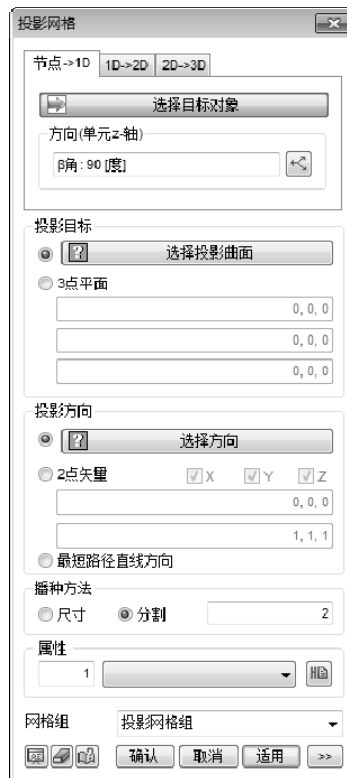 投影网格
节点->1D 1D->2D 2D->3D
选择目标对象
方向(单元z-轴)
β角: 90 [度]
投影目标
选择投影曲面
3点平面
0, 0, 0
0, 0, 0
0, 0, 0
投影方向
选择方向
2点矢量 X Y Z
0, 0, 0
1, 1, 1
最短路径直线方向
播种方法
尺寸 分割 2
属性
1
网格组 投影网格组
确认 取消 适用 >>